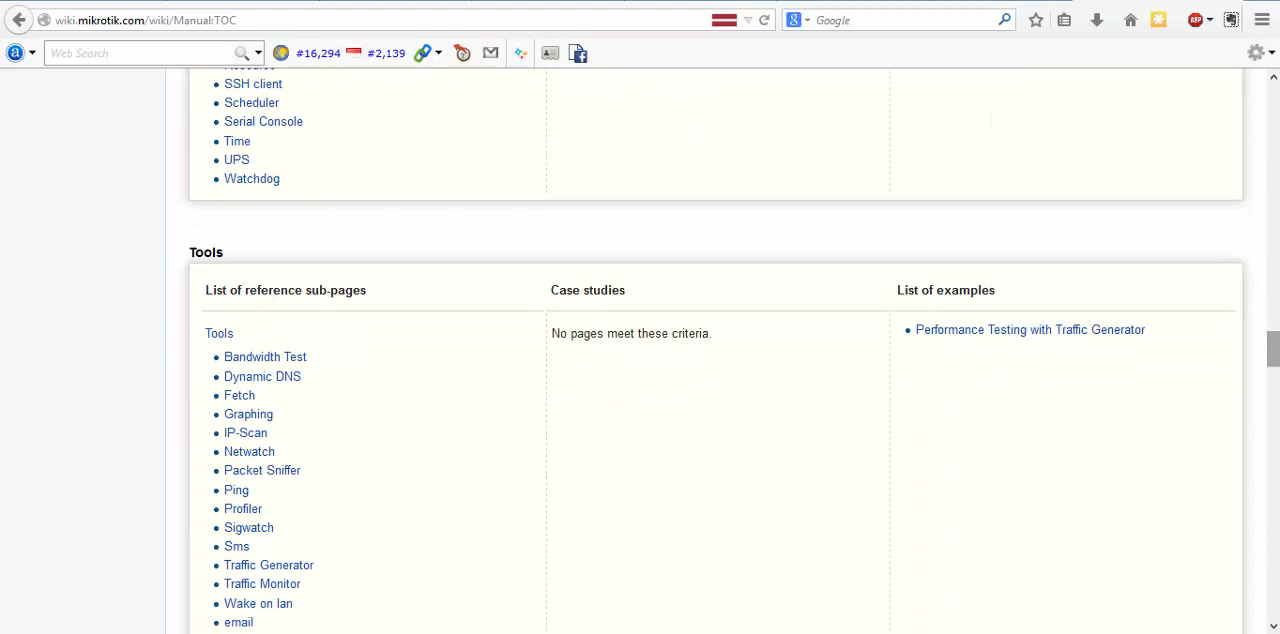 wiki.mikrotik.com/wiki/Manual:TOC
Google
Web Search
#16,294
#2,139
SSH client
Scheduler
Serial Console
Time
UPS
Watchdog
Tools
List of reference sub-pages
Case studies
List of examples
Tools
No pages meet these criteria.
Performance Testing with Traffic Generator
Bandwidth Test
Dynamic DNS
Fetch
Graphing
IP-Scan
Netwatch
Packet Sniffer
Ping
Profiler
Sigwatch
Sms
Traffic Generator
Traffic Monitor
Wake on lan
email